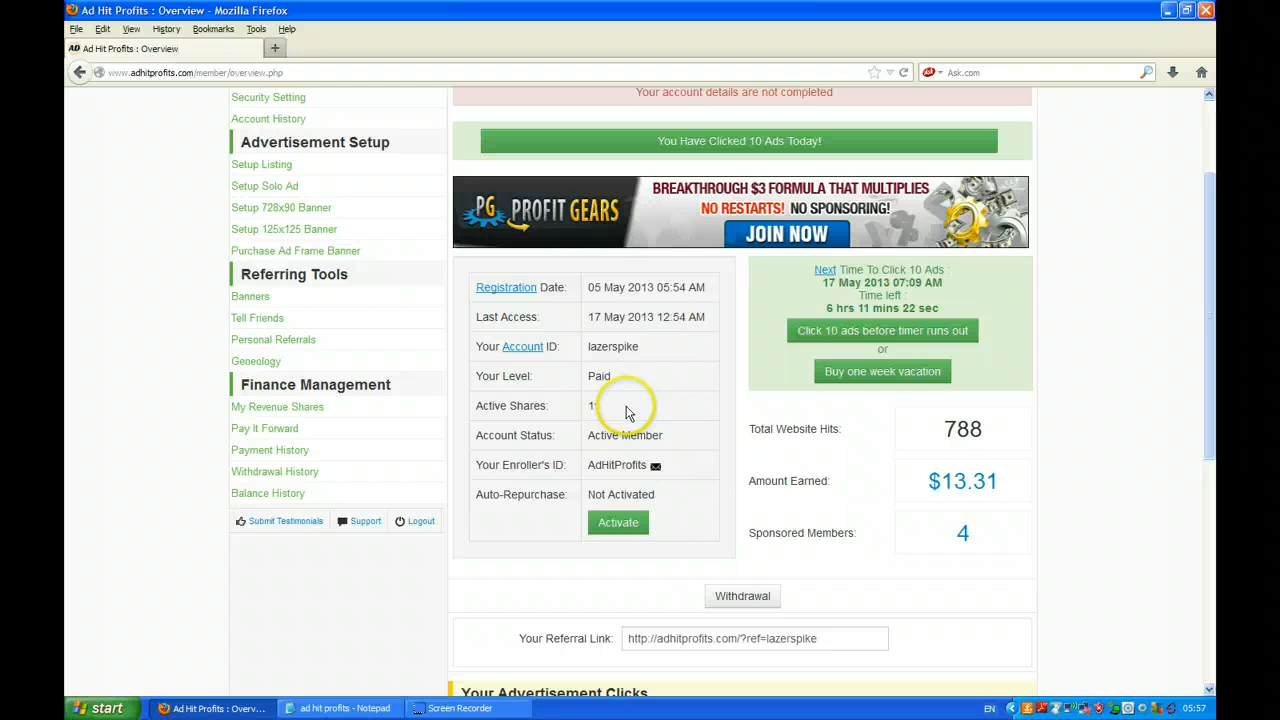 Ad Hit Profits : Overview - Mozilla Firefox
File Edit View History Bookmarks Tools Help
AD Ad Hit Profits : Overview
www.adhitprofits.com/member/overview.php
Ask.com
Security Setting
Account History
Advertisement Setup
Setup Listing
Setup Solo Ad
Setup 728x90 Banner
Setup 125x125 Banner
Purchase Ad Frame Banner
Referring Tools
Banners
Tell Friends
Personal Referrals
Geneology
Finance Management
My Revenue Shares
Pay It Forward
Payment History
Withdrawal History
Balance History
Submit Testimonials Support Logout
Your account details are not completed
You Have Clicked 10 Ads Today!
PG PROFIT GEARS
BREAKTHROUGH $3 FORMULA THAT MULTIPLIES
NO RESTARTS! NO SPONSORING!
JOIN NOW
Registration Date: 05 May 2013 05:54 AM
Last Access: 17 May 2013 12:54 AM
Your Account ID: lazerspike
Your Level: Paid
Active Shares:
Account Status: Active Member
Your Enroller's ID: AdHitProfits
Auto-Repurchase: Not Activated
Activate
Next Time To Click 10 Ads :
17 May 2013 07:09 AM
Time left :
6 hrs 11 mins 22 sec
Click 10 ads before timer runs out
or
Buy one week vacation
Total Website Hits: 788
Amount Earned: $13.31
Sponsored Members: 4
Withdrawal
Your Referral Link: http://adhitprofits.com/?ref=lazerspike
Your Advertisement Clicks
start
Ad Hit Profits : Overv...
ad hit profits - Notepad
Screen Recorder
EN
05:57